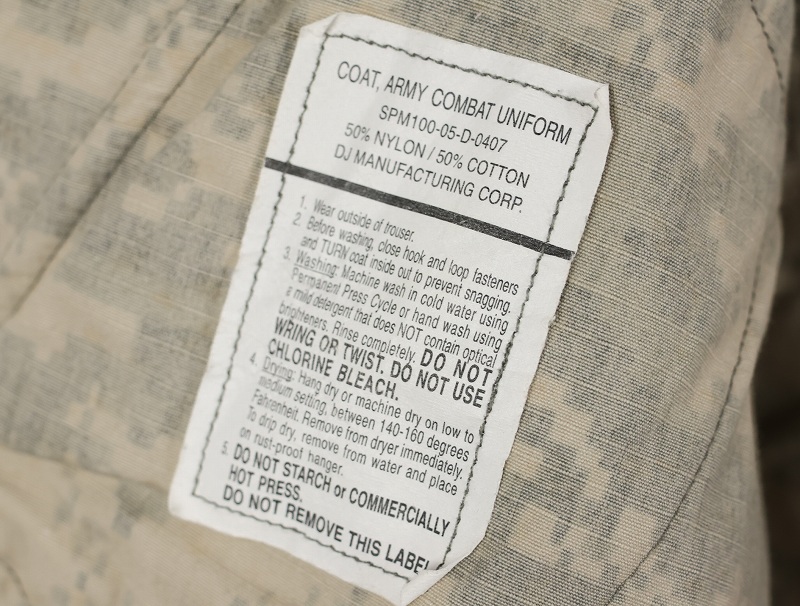 COAT, ARMY COMBAT UNIFORM
SPM100-05-D-0407
50% NYLON / 50% COTTON
DJ MANUFACTURING CORP.
1. Wear outside of trouser.
2. Before washing, close hook and loop fasteners
and TURN coat inside out to prevent snagging.
3. Washing: Machine wash in cold water using
Permanent Press Cycle or hand wash using
a mild detergent that does NOT contain optical
brighteners. Rinse completely. DO NOT
WRING OR TWIST. DO NOT USE
CHLORINE BLEACH.
4. Drying: Hang dry or machine dry on low to
medium setting, between 140-160 degrees
Fahrenheit. Remove from dryer immediately.
To drip dry, remove from water and place
on rust-proof hanger.
5. DO NOT STARCH or COMMERCIALLY
HOT PRESS.
DO NOT REMOVE THIS LABEL